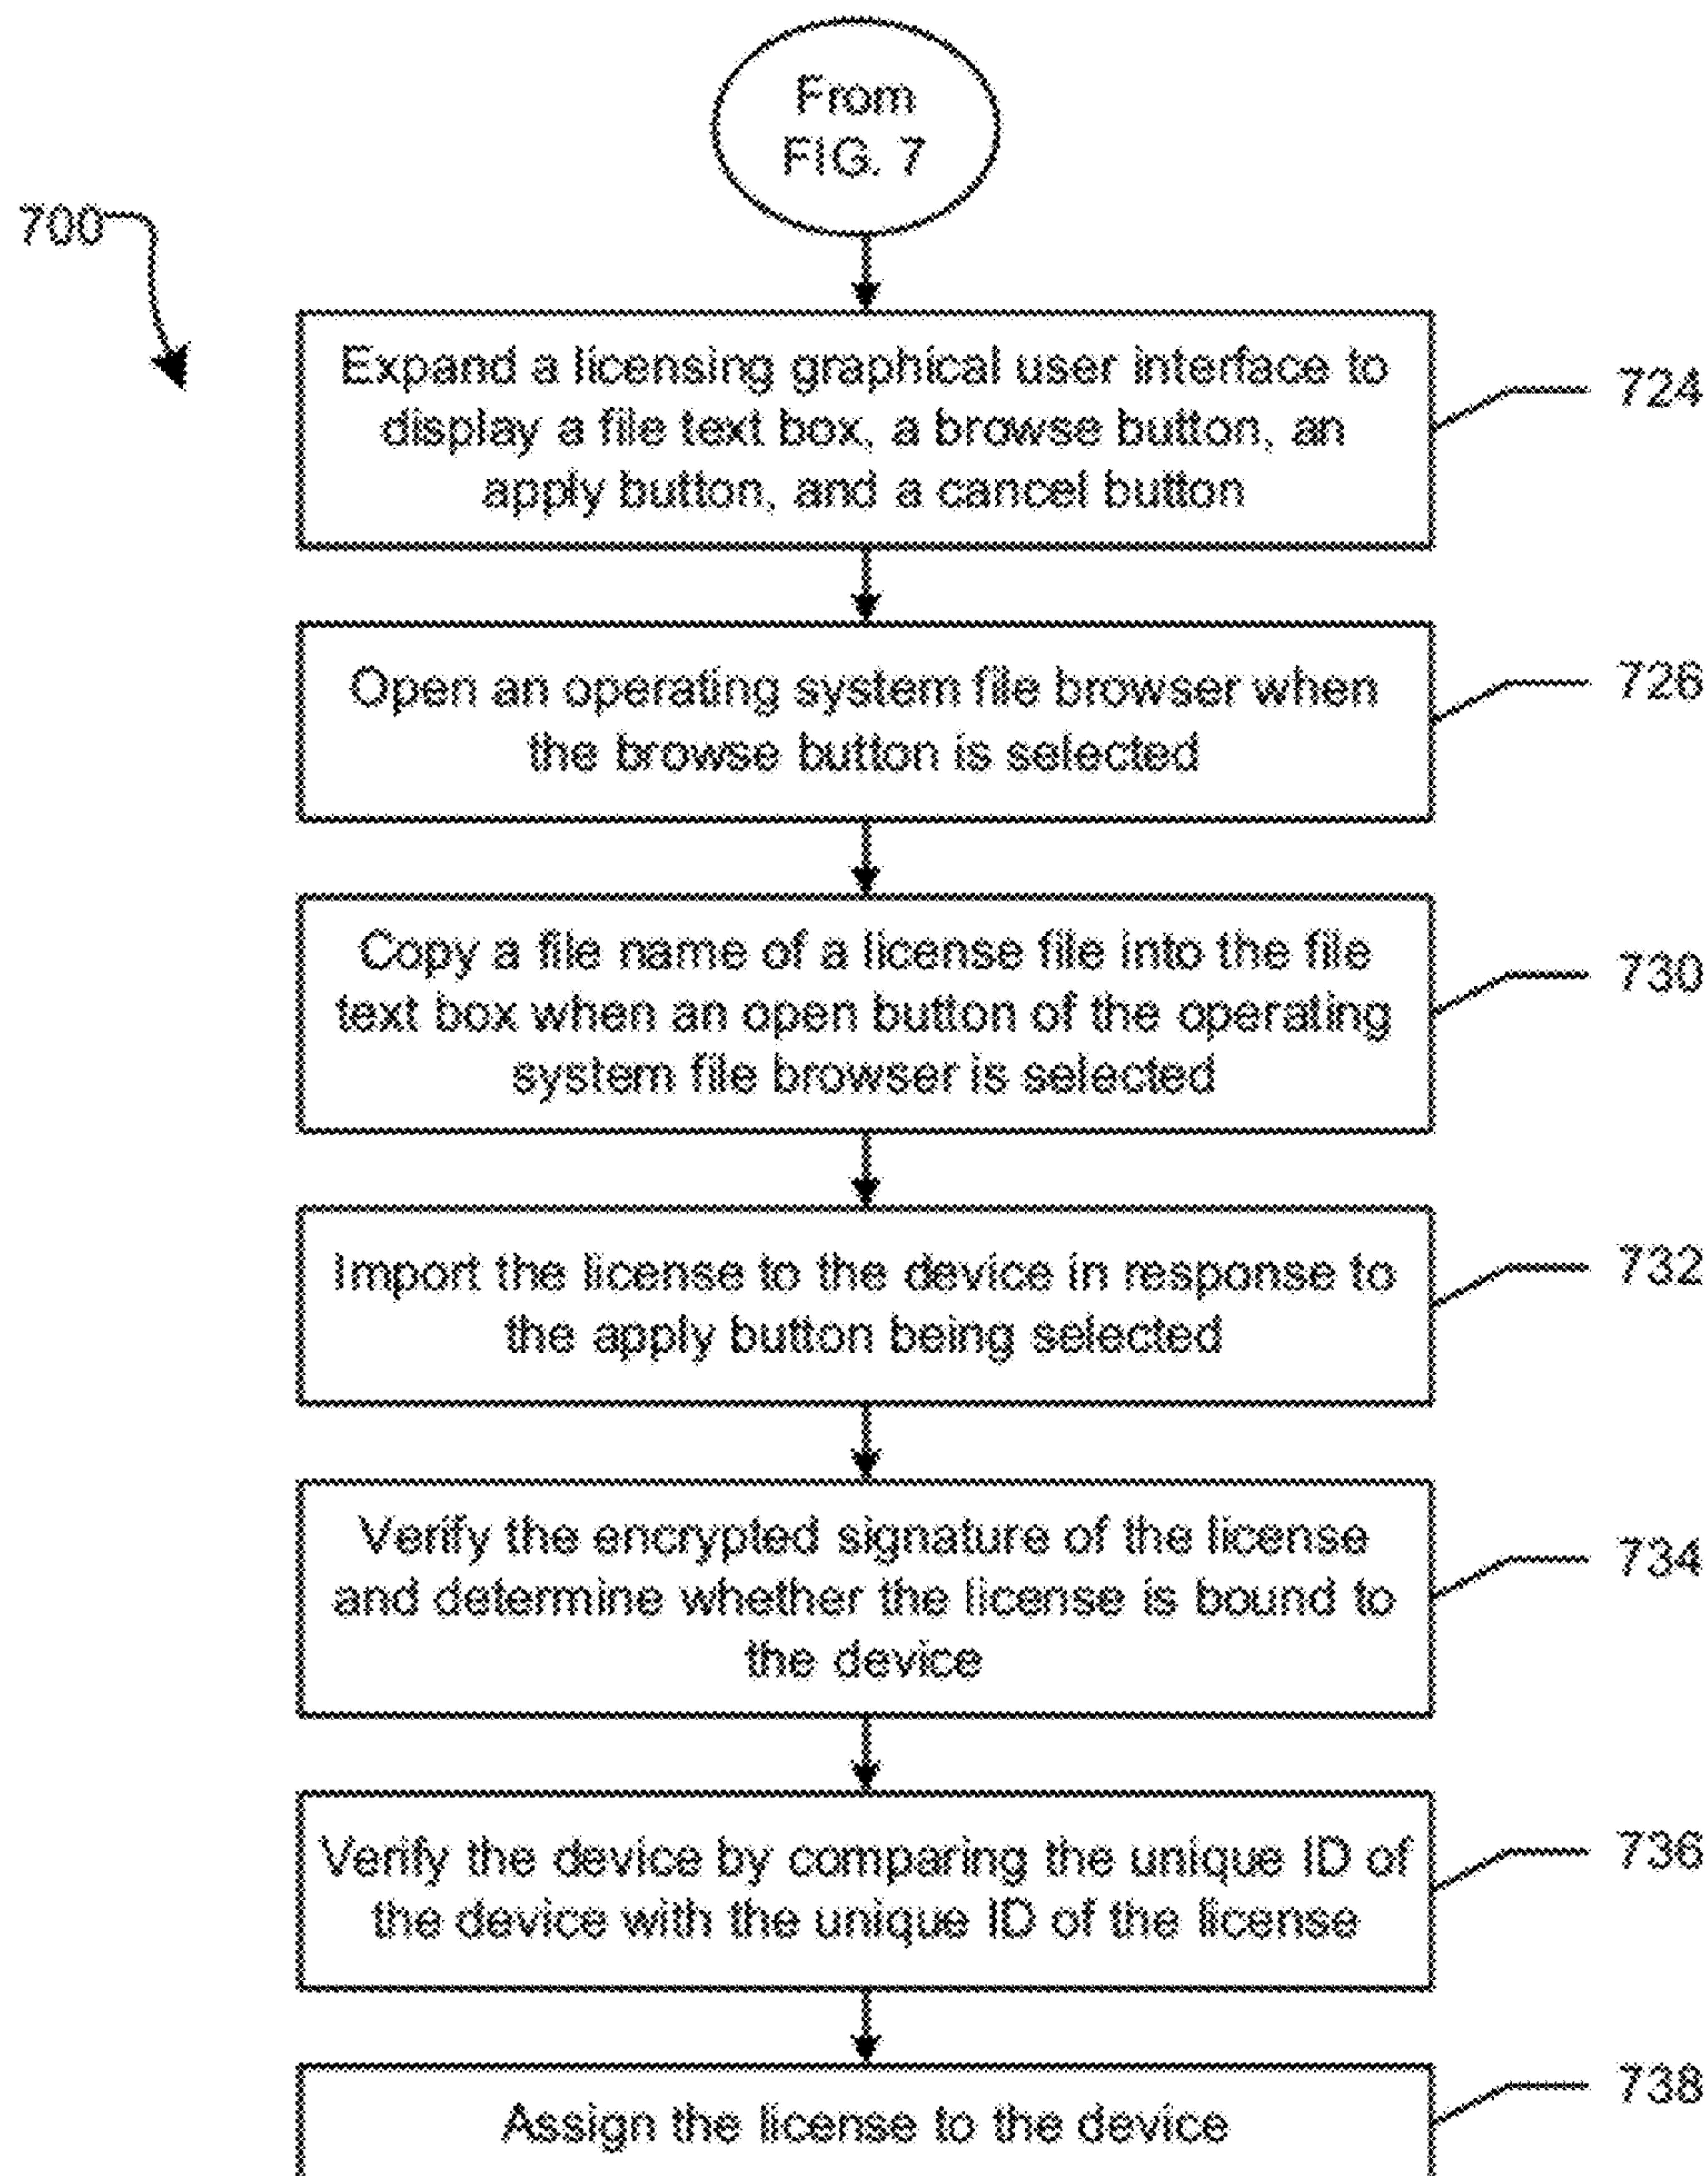 From
FIG. 7
700
Expand a licensing graphical user interface to
display a file text box, a browse button, an
apply button, and a cancel button
724
Open an operating system file browser when
the browse button is selected
726
Copy a file name of a license file into the file
text box when an open button of the operating
system file browser is selected
730
Import the license to the device in response to
the apply button being selected
732
Verify the encrypted signature of the license
and determine whether the license is bound to
the device
734
Verify the device by comparing the unique ID of
the device with the unique ID of the license
736
Assign the license to the device
738